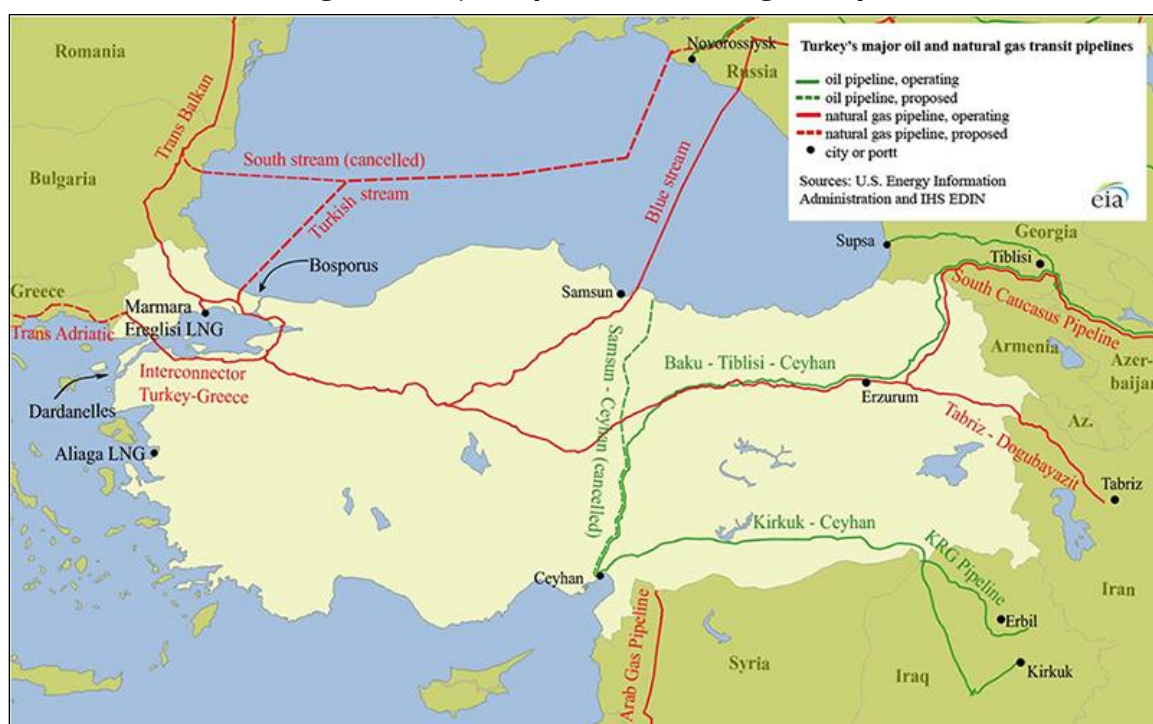 Romania
Novorossiysk
Russia
Turkey's major oil and natural gas transit pipelines
oil pipeline, operating
oil pipeline, proposed
natural gas pipeline, operating
natural gas pipeline, proposed
city or portt
Sources: U.S. Energy Information
Administration and IHS EDIN
eia
Trans Balkan
South stream (cancelled)
Bulgaria
Turkish stream
Blue stream
Georgia
Supsa
Tiblisi
Bosporus
South Caucasus Pipeline
Greece
Samsun
Marmara
Ereglisi LNG
Trans Adriatic
Armenia
Azer-
baijan
Samsun - Ceyhan (cancelled)
Baku - Tiblisi - Ceyhan
Interconnector
Turkey-Greece
Erzurum
Dardanelles
Az.
Tabriz - Dogubayazit
Aliaga LNG
Tabriz
Kirkuk - Ceyhan
KRG Pipeline
Ceyhan
Iran
Erbil
Arab Gas Pipeline
Syria
Iraq
Kirkuk